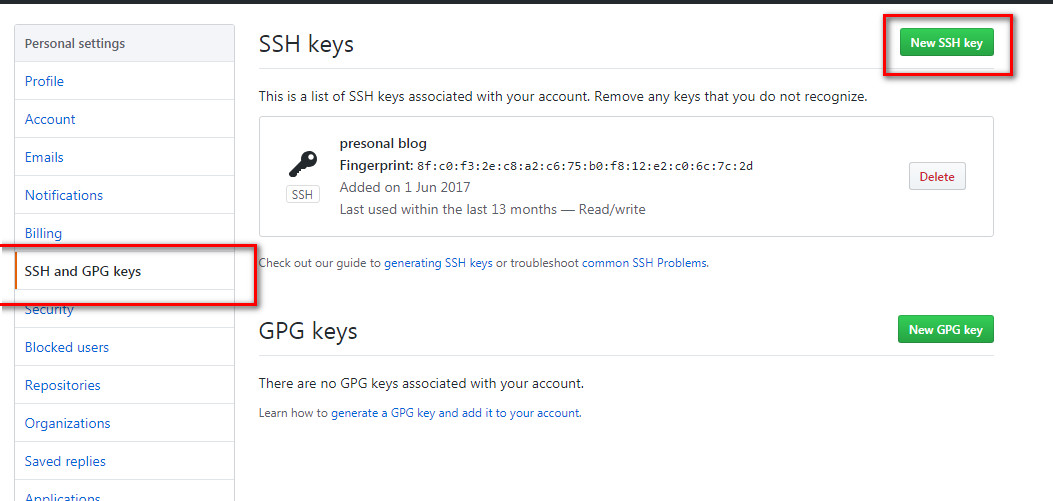 Personal settings
Profile
Account
Emails
Notifications
Billing
SSH and GPG keys
Security
Blocked users
Repositories
Organizations
Saved replies
Applications
SSH keys
New SSH key
This is a list of SSH keys associated with your account. Remove any keys that you do not recognize.
SSH
presonal blog
Fingerprint: 8f:c0:f3:2e:c8:a2:c6:75:b0:f8:12:e2:c0:6c:7c:2d
Added on 1 Jun 2017
Last used within the last 13 months — Read/write
Delete
Check out our guide to generating SSH keys or troubleshoot common SSH Problems.
GPG keys
New GPG key
There are no GPG keys associated with your account.
Learn how to generate a GPG key and add it to your account.